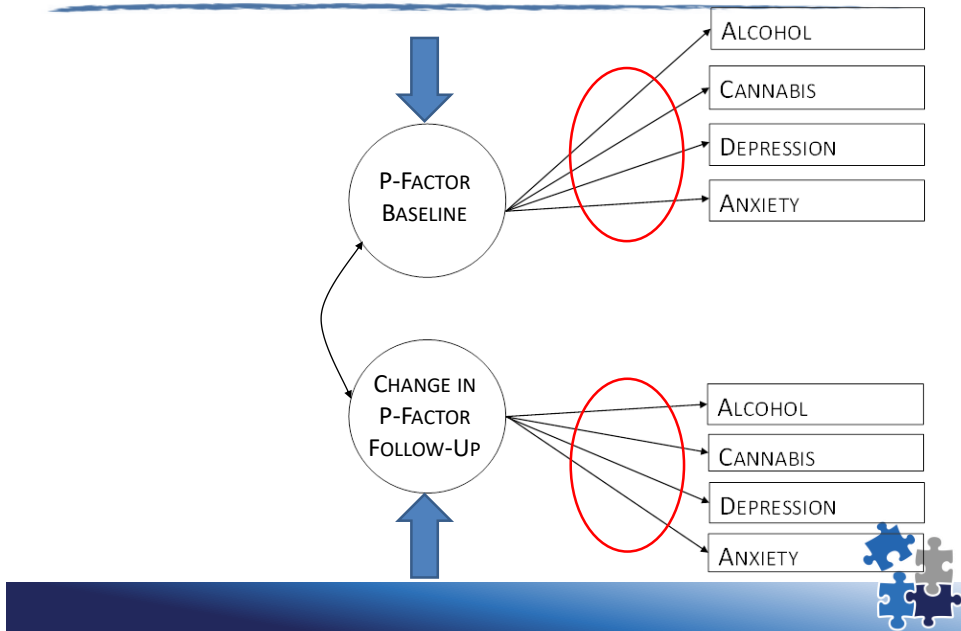 ALCOHOL
CANNABIS
DEPRESSION
ANXIETY
P-FACTOR
BASELINE
CHANGE IN
P-FACTOR
FOLLOW-UP
ALCOHOL
CANNABIS
DEPRESSION
ANXIETY